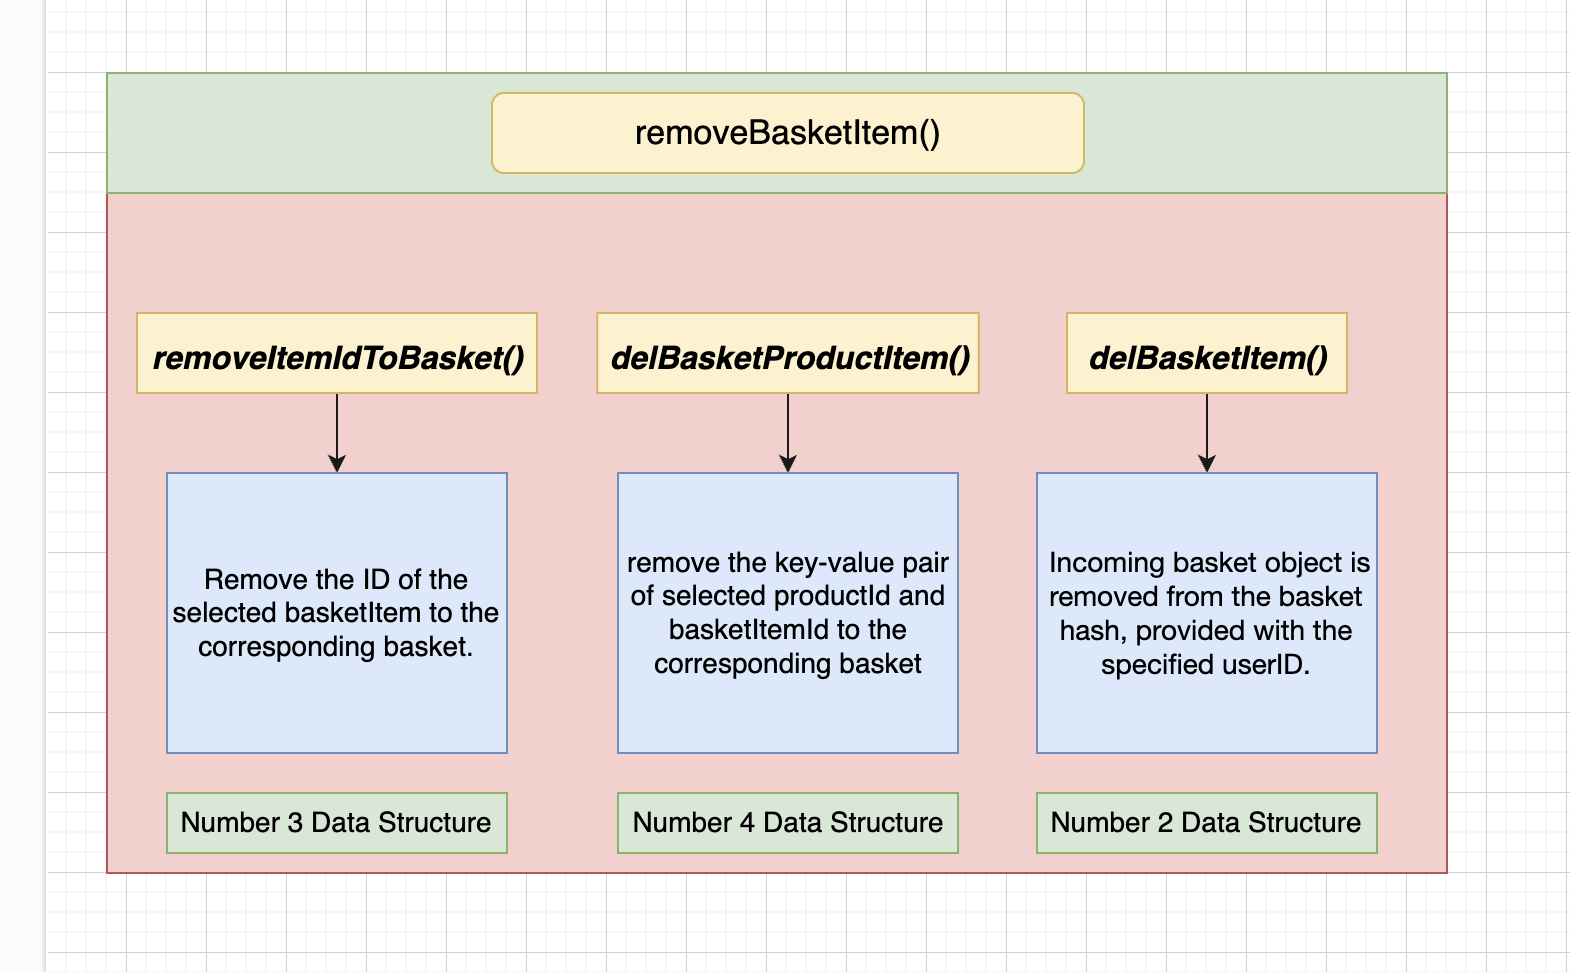 removeBasketItem()
removeItemIdToBasket()
Remove the ID of the
selected basketItem to the
corresponding basket.
Number 3 Data Structure
delBasketProductItem()
remove the key-value pair
of selected productId and
basketItemId to the
corresponding basket
Number 4 Data Structure
delBasketItem()
Incoming basket object is
removed from the basket
hash, provided with the
specified userID.
Number 2 Data Structure